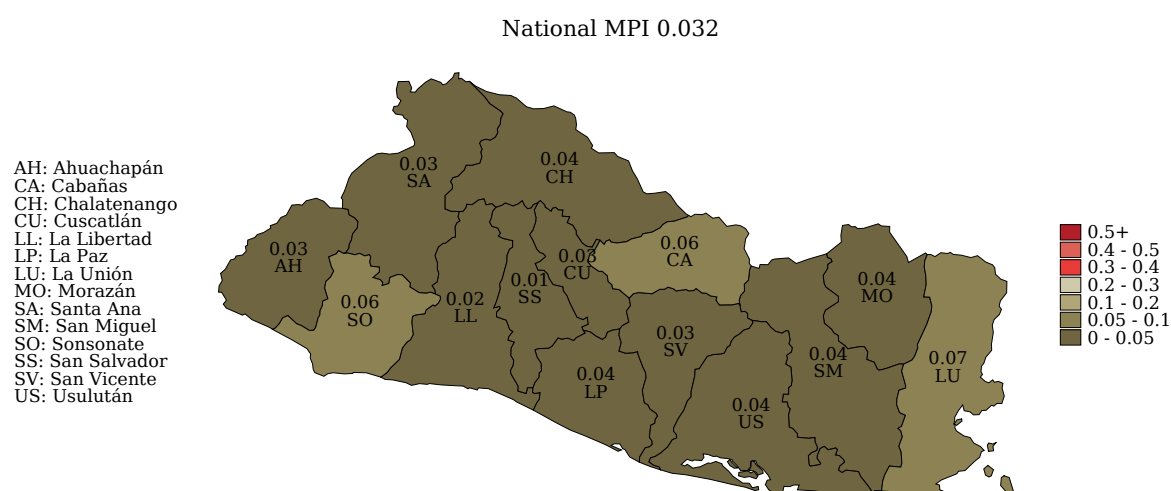 National MPI 0.032
AH: Ahuachapán
CA: Cabañas
CH: Chalatenango
CU: Cuscatlán
LL: La Libertad
LP: La Paz
LU: La Unión
MO: Morazán
SA: Santa Ana
SM: San Miguel
SO: Sonsonate
SS: San Salvador
SV: San Vicente
US: Usulután
0.03
SA
0.04
CH
0.03
AH
0.06
SO
0.02
LL
0.01
SS
0.03
CU
0.06
CA
0.03
SV
0.04
LP
0.04
US
0.04
SM
0.04
MO
0.07
LU
0.5+
0.4 - 0.5
0.3 - 0.4
0.2 - 0.3
0.1 - 0.2
0.05 - 0.1
0 - 0.05